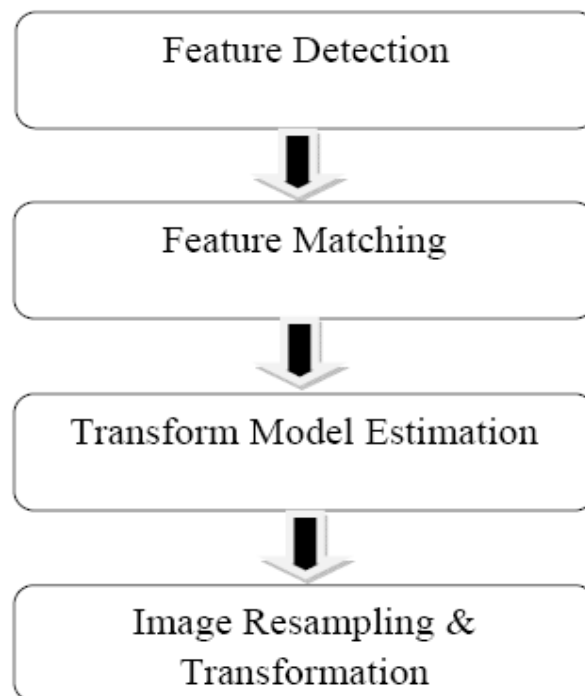 Feature Detection
Feature Matching
Transform Model Estimation
Image Resampling &
Transformation